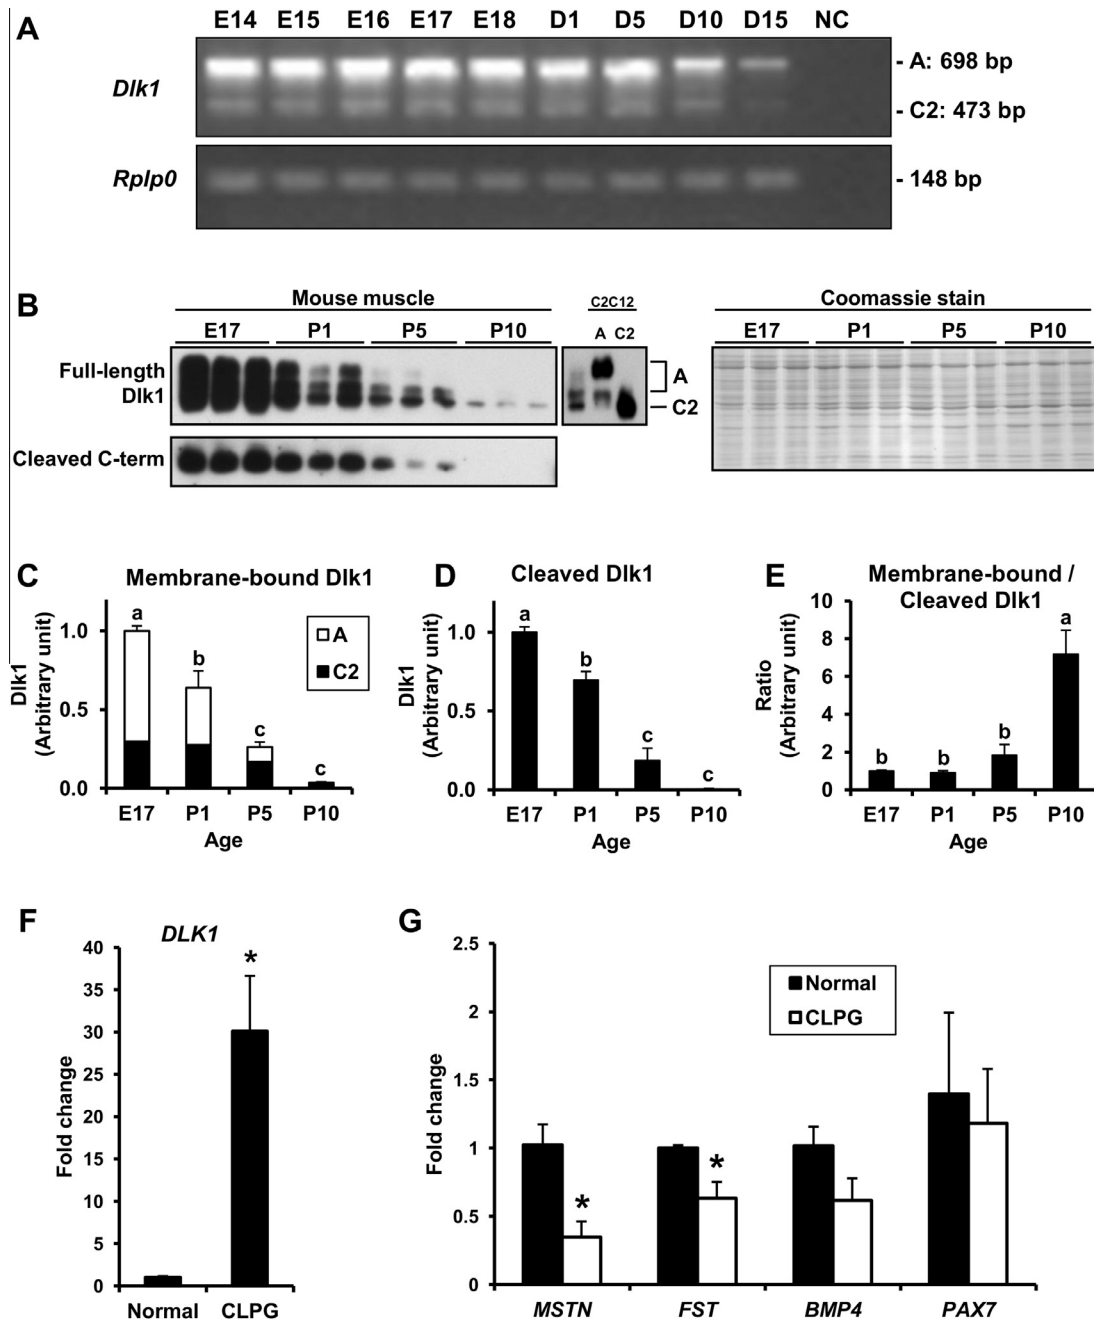 A
E14 E15 E16 E17 E18 D1 D5 D10 D15 NC
Dlk1
- A: 698 bp
- C2: 473 bp
Rplp0
- 148 bp
B
Mouse muscle
E17 P1 P5 P10
C2C12
A C2
Coomassie stain
E17 P1 P5 P10
Full-length
Dlk1
A
C2
Cleaved C-term
C
Membrane-bound Dlk1
Dlk1
(Arbitrary unit)
1.0
0.5
0.0
a
b
c
c
A
C2
E17 P1 P5 P10
Age
D
Cleaved Dlk1
Dlk1
(Arbitrary unit)
1.0
0.5
0.0
a
b
c
c
E17 P1 P5 P10
Age
E
Membrane-bound /
Cleaved Dlk1
Ratio
(Arbitrary unit)
10
8
6
4
2
0
b
b
b
a
E17 P1 P5 P10
Age
F
DLK1
Fold change
40
35
30
25
20
15
10
5
0
*
Normal CLPG
G
Fold change
2.5
2
1.5
1
0.5
0
Normal
CLPG
*
*
MSTN FST BMP4 PAX7